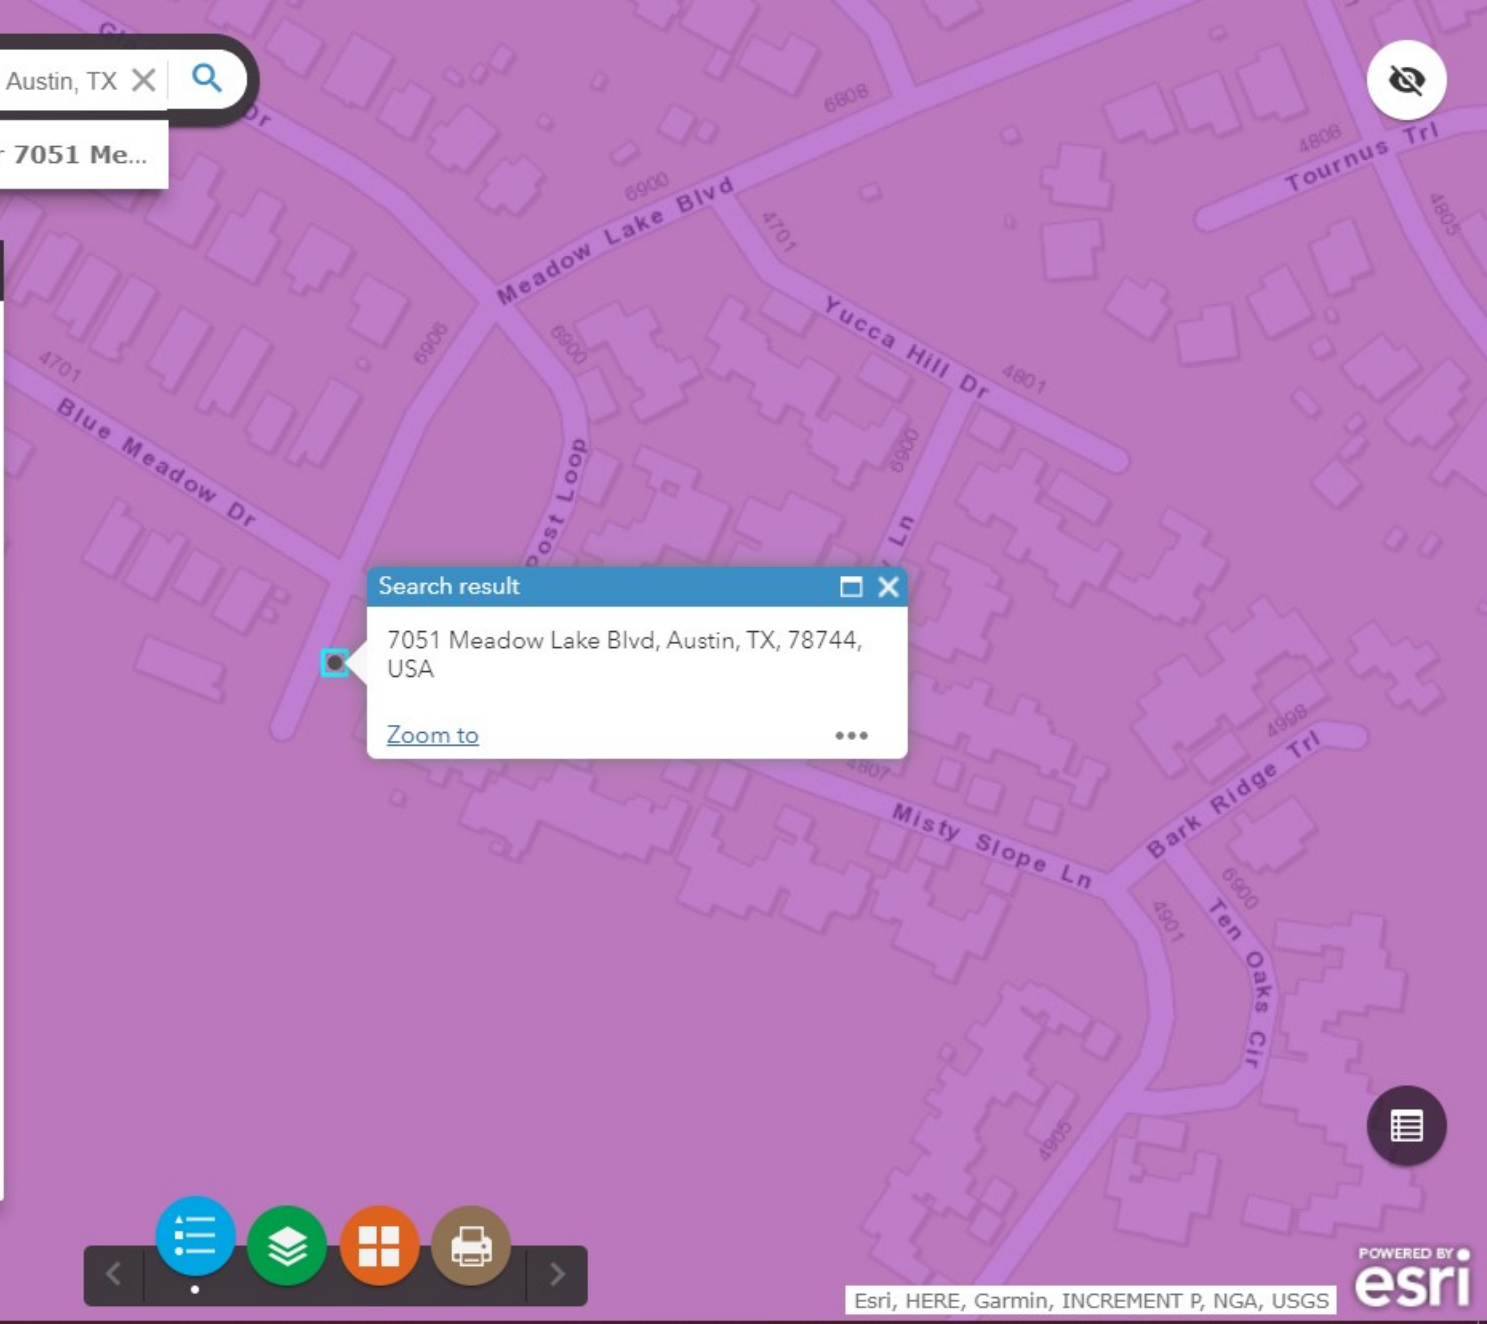 Austin, TX
7051 Me...
Dr
6808
6900
Meadow Lake Blvd
4701
4808
Tournus Trl
4805
Yucca Hill Dr
4801
6906
6900
6900
4701
Blue Meadow Dr
Post Loop
Ln
Search result
7051 Meadow Lake Blvd, Austin, TX, 78744,
USA
Zoom to
4807
Misty Slope Ln
4998
Bark Ridge Trl
6900
Ten Oaks Cir
4901
4905
POWERED BY
esri
Esri, HERE, Garmin, INCREMENT P, NGA, USGS